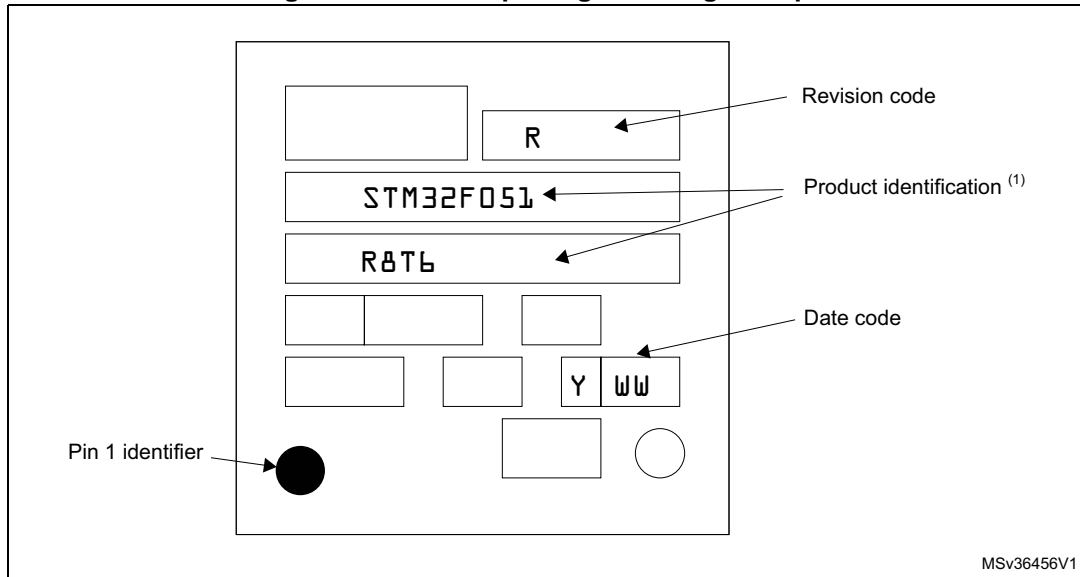 Revision code
R
STM32F051
Product identification (1)
R8T6
Date code
Y WW
Pin 1 identifier
MSv36456V1